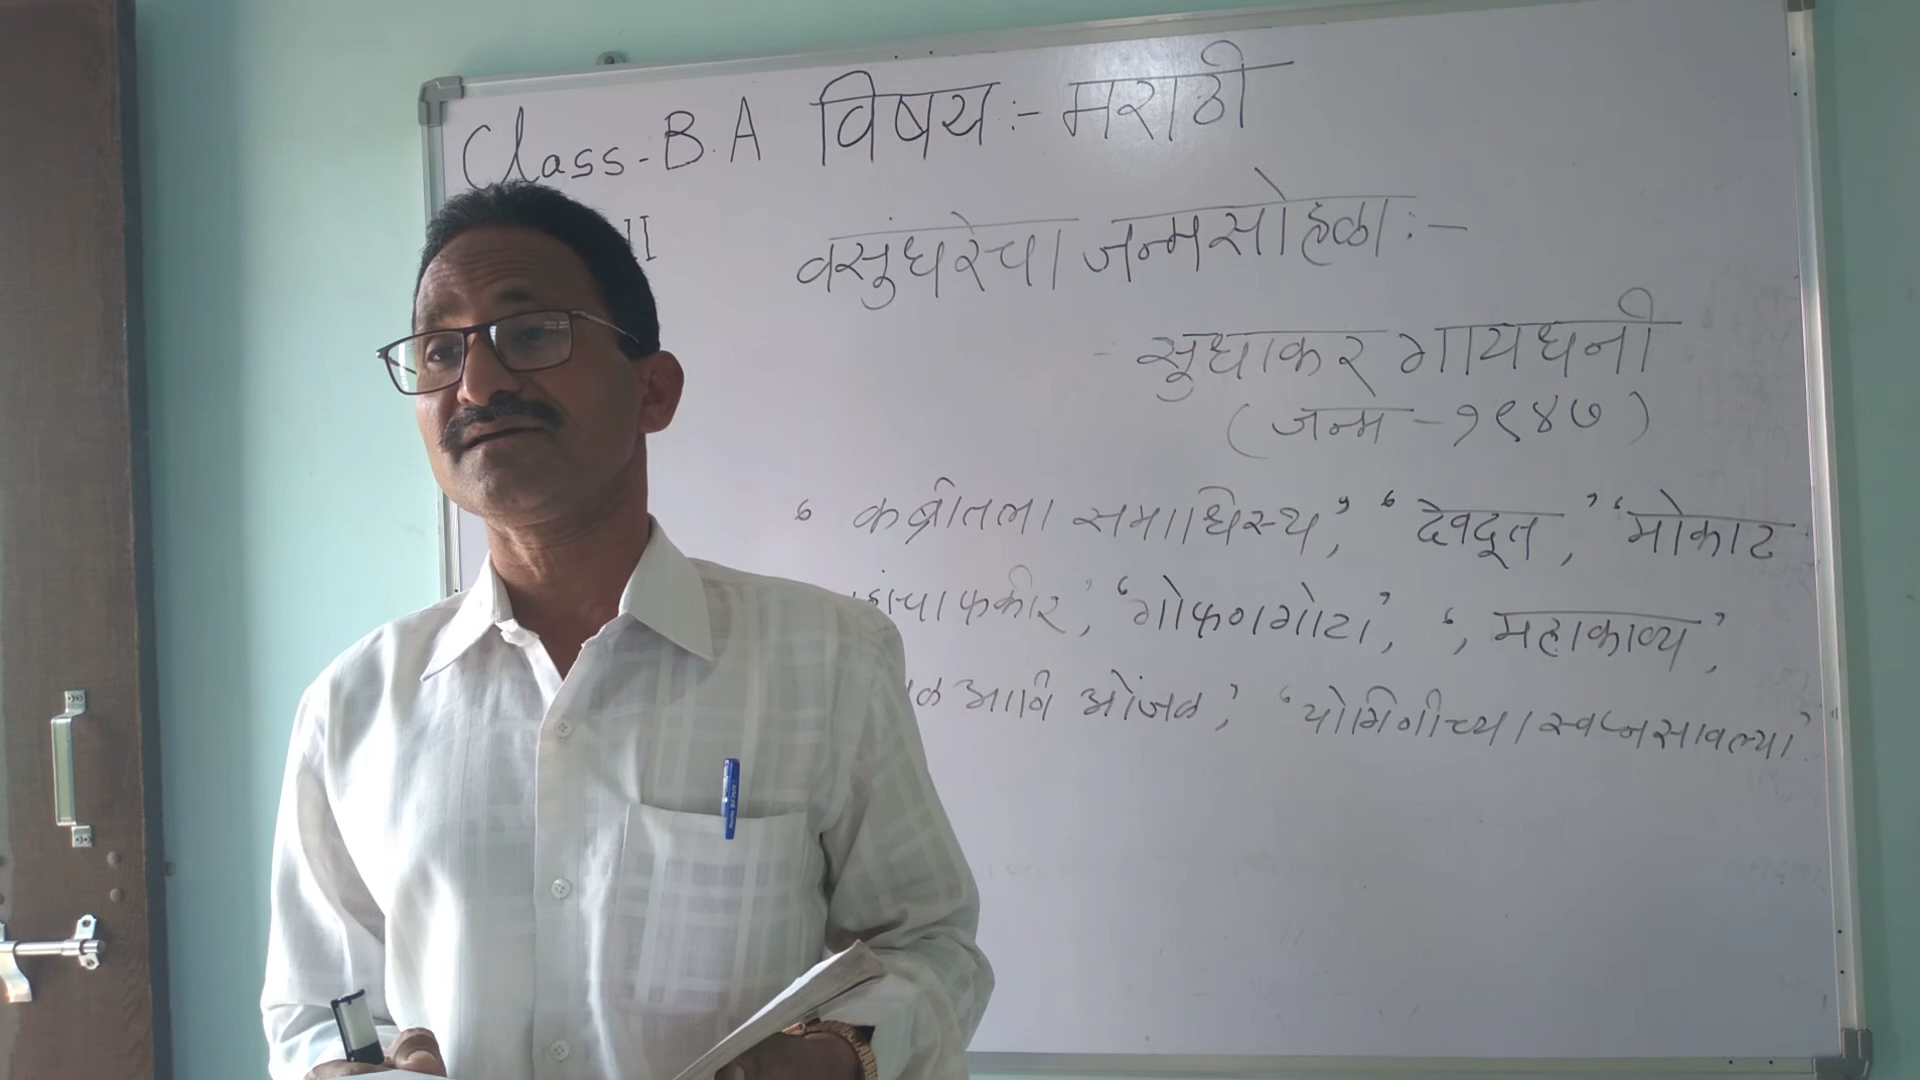 Class-B.A विषय:- मराठी
II
वसुंधरेचा जन्मसोहळा:-
- सुधाकर गायधनी
(जन्म - १९४७)
‘कब्रीतला समाधिस्थ,’ ‘देवदूत,’ ‘मोकाट
फकीर,’ ‘गोफणगोटा,’ ‘, महाकाव्य,’
आणि ओंजळ,’ ‘योगिनीच्या स्वप्नसावल्या’